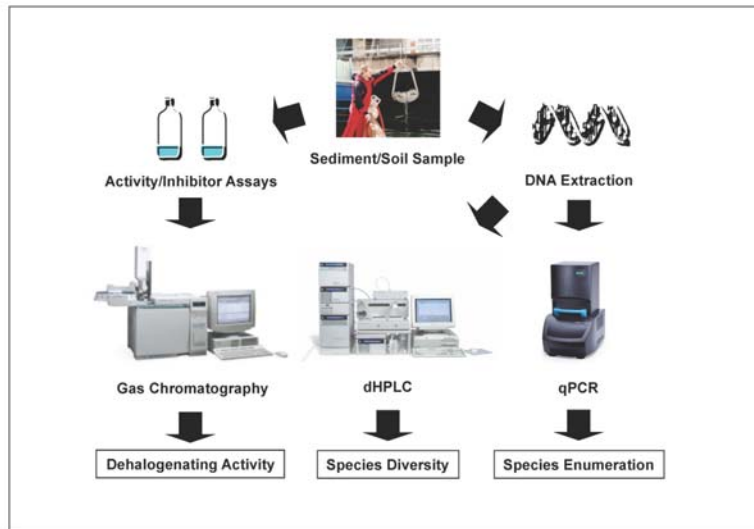 Sediment/Soil Sample
Activity/Inhibitor Assays
DNA Extraction
Gas Chromatography
dHPLC
qPCR
Dehalogenating Activity
Species Diversity
Species Enumeration